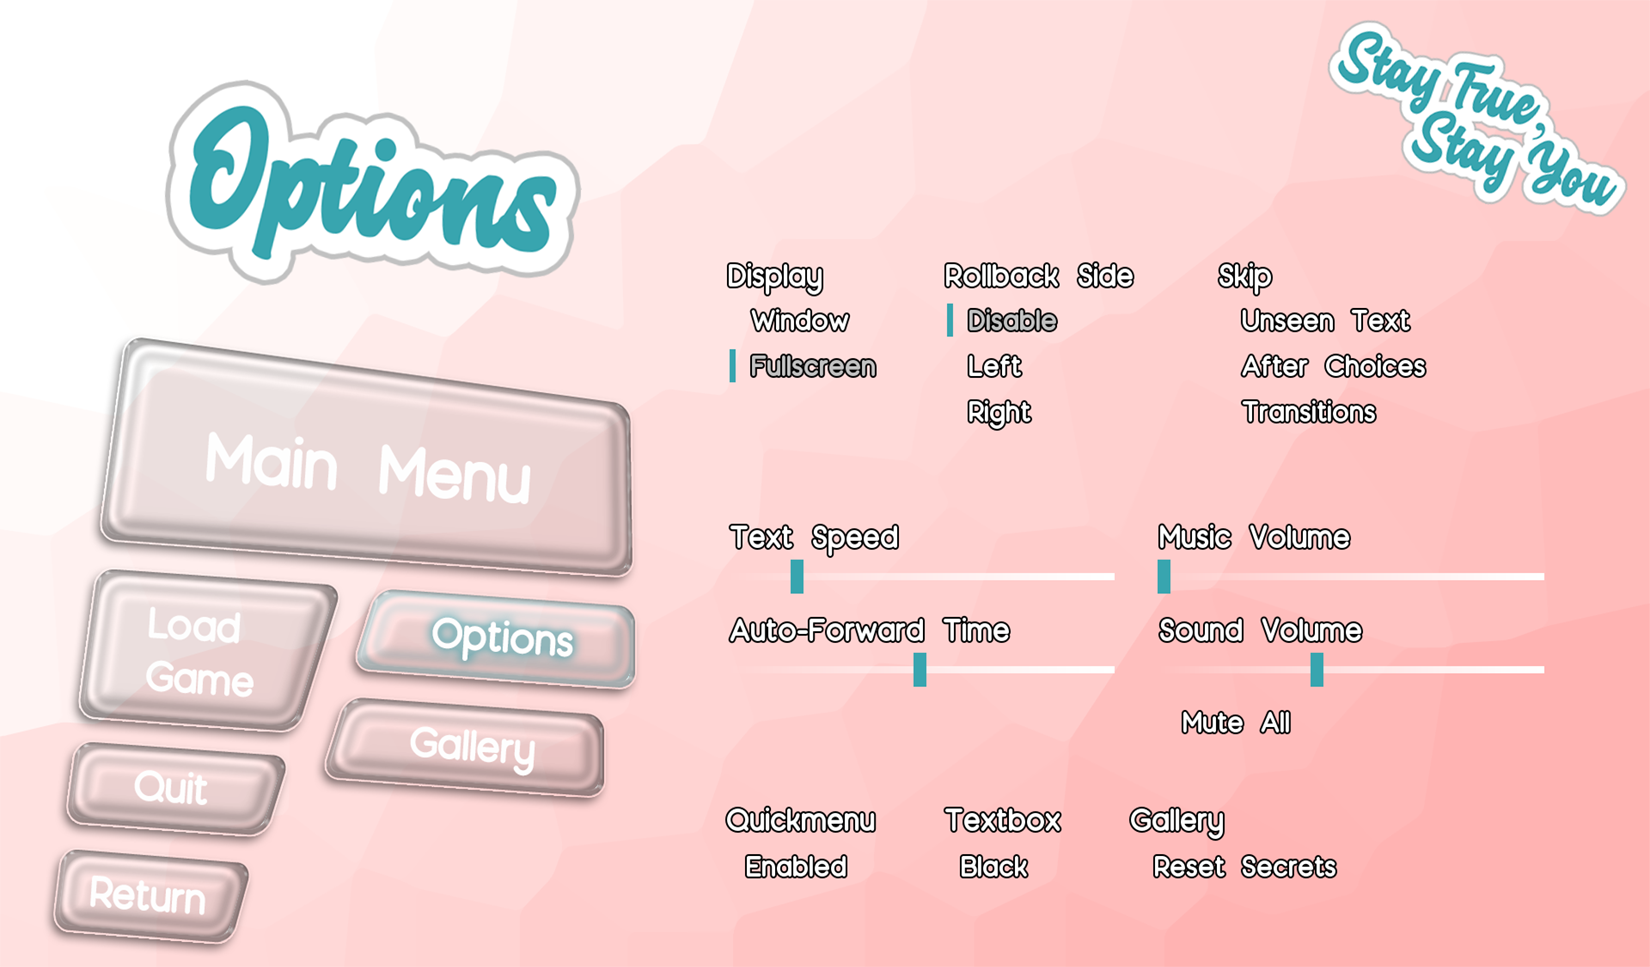 Options
Stay True,
Stay You
Main Menu
Load
Game
Options
Gallery
Quit
Return
Display
Window
Fullscreen
Rollback Side
Disable
Left
Right
Skip
Unseen Text
After Choices
Transitions
Text Speed
Auto-Forward Time
Music Volume
Sound Volume
Mute All
Quickmenu
Enabled
Textbox
Black
Gallery
Reset Secrets